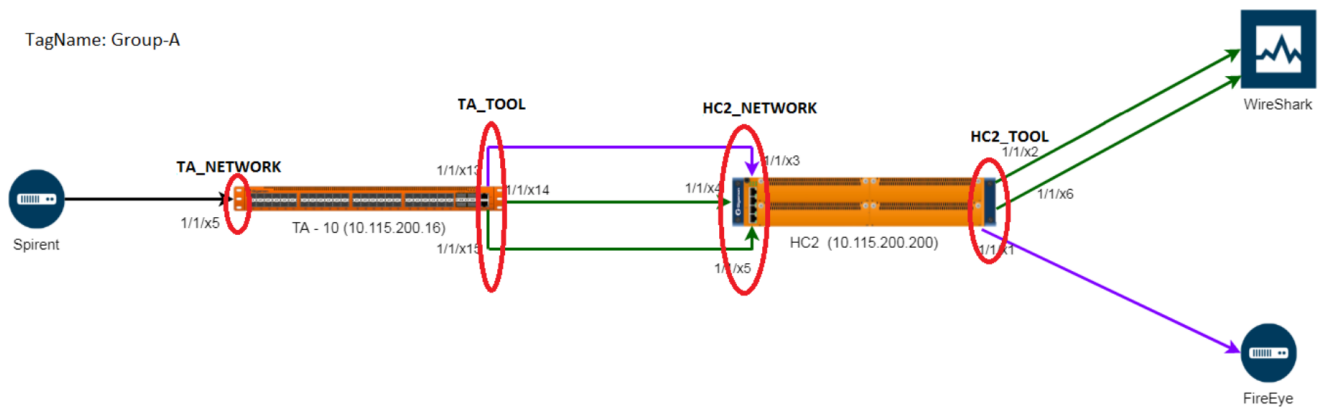 TagName: Group-A
WireShark
TA_TOOL
HC2_NETWORK
HC2_TOOL
1/1/x2
TA_NETWORK
1/1/x13
1/1/x3
1/1/x14
1/1/x4
1/1/x6
1/1/x5
TA - 10 (10.115.200.16)
Spirent
1/1/x15
HC2 (10.115.200.200)
1/1/x1
1/1/x5
FireEye